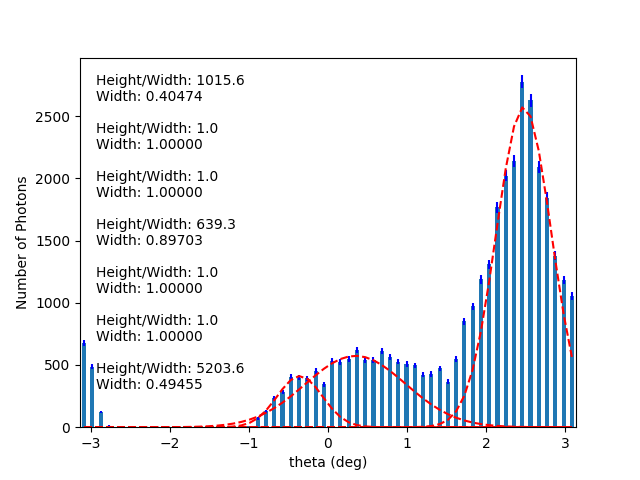 Height/Width: 1015.6
Width: 0.40474
Height/Width: 1.0
Width: 1.00000
Height/Width: 1.0
Width: 1.00000
Height/Width: 639.3
Width: 0.89703
Height/Width: 1.0
Width: 1.00000
Height/Width: 1.0
Width: 1.00000
Height/Width: 5203.6
Width: 0.49455
Number of Photons
2500
2000
1500
1000
500
0
−3 −2 −1 0 1 2 3
theta (deg)